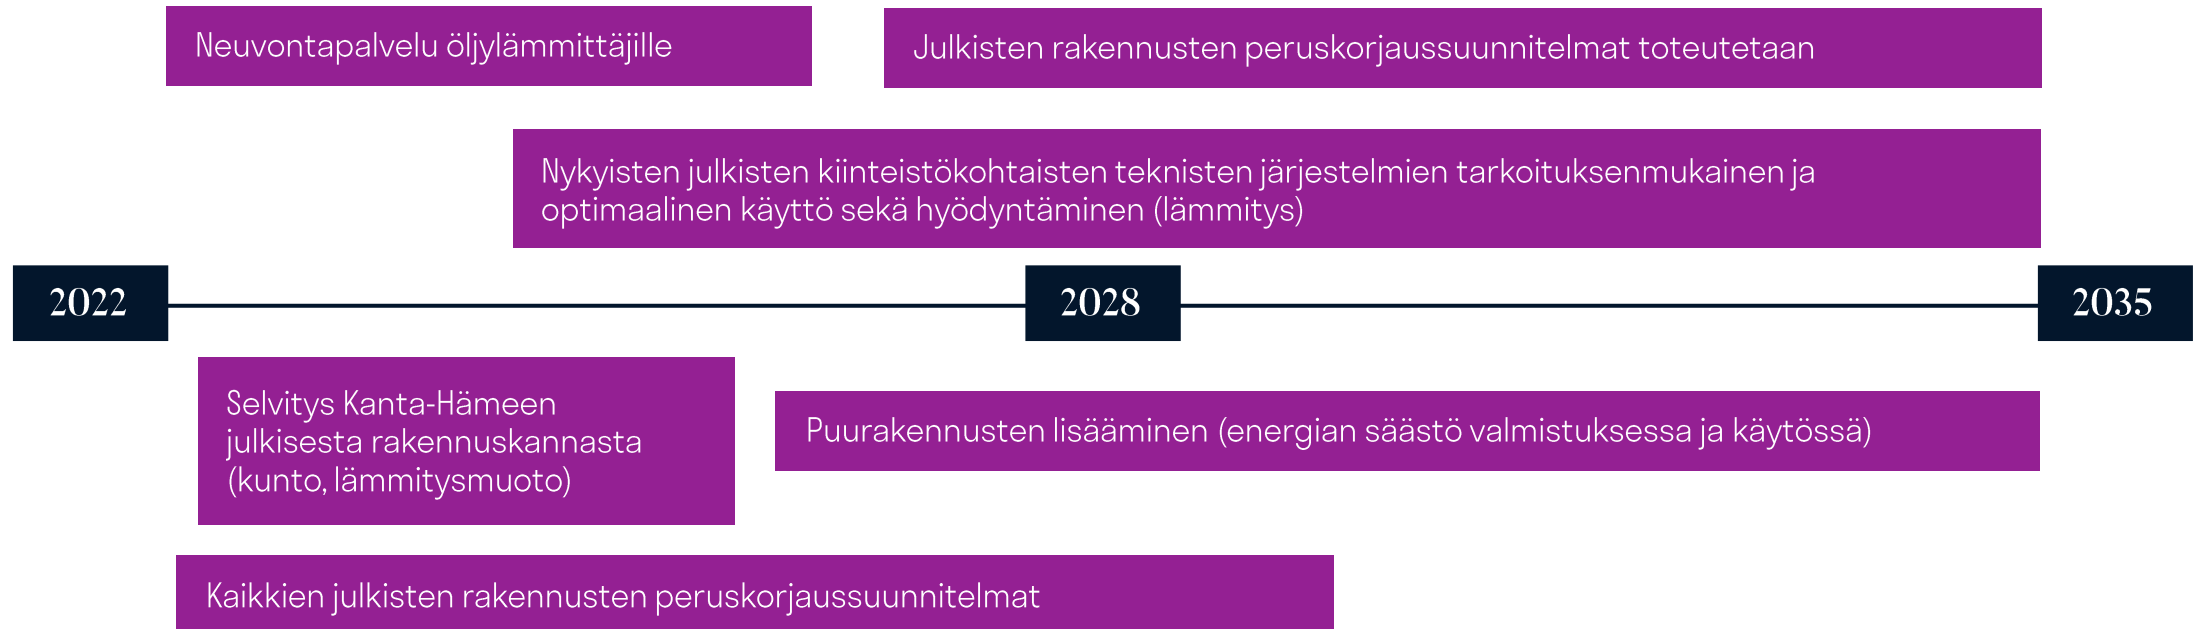 Neuvontapalvelu öljylämmittäjille
Julkisten rakennusten peruskorjaussuunnitelmat toteutetaan
Nykyisten julkisten kiinteistökohtaisten teknisten järjestelmien tarkoituksenmukainen ja
optimaalinen käyttö sekä hyödyntäminen (lämmitys)
2022
2028
2035
Selvitys Kanta-Hämeen
julkisesta rakennuskannasta
(kunto, lämmitysmuoto)
Puurakennusten lisääminen (energian säästö valmistuksessa ja käytössä)
Kaikkien julkisten rakennusten peruskorjaussuunnitelmat